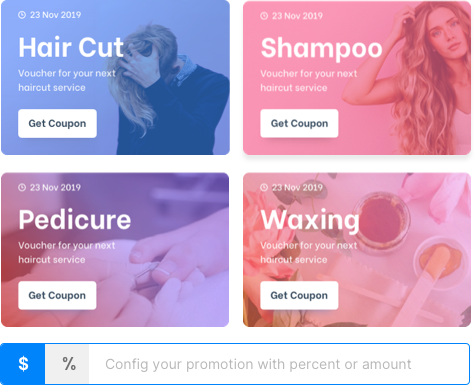 23 Nov 2019
Hair Cut
Voucher for your next
haircut service
Get Coupon
23 Nov 2019
Shampoo
Voucher for your next
haircut service
Get Coupon
23 Nov 2019
Pedicure
Voucher for your next
haircut service
Get Coupon
23 Nov 2019
Waxing
Voucher for your next
haircut service
Get Coupon
$ % Config your promotion with percent or amount